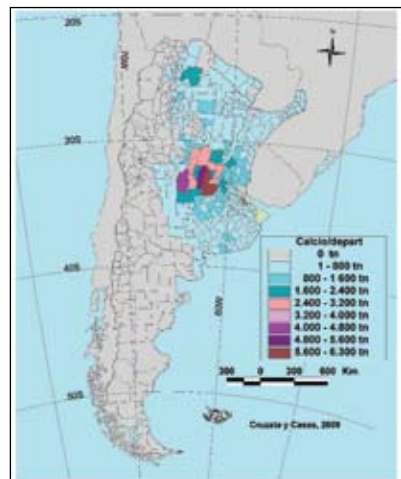 20S
70W
30S
40S
60W
50S
Calcio/depart
0 tn
1 - 800 tn
800 - 1 600 tn
1.600 - 2.400 tn
2.400 - 3.200 tn
3.200 - 4.000 tn
4.000 - 4.800 tn
4.800 - 5.600 tn
5.600 - 6.300 tn
300 0 300 600 Km
Cruzate y Casas, 2009